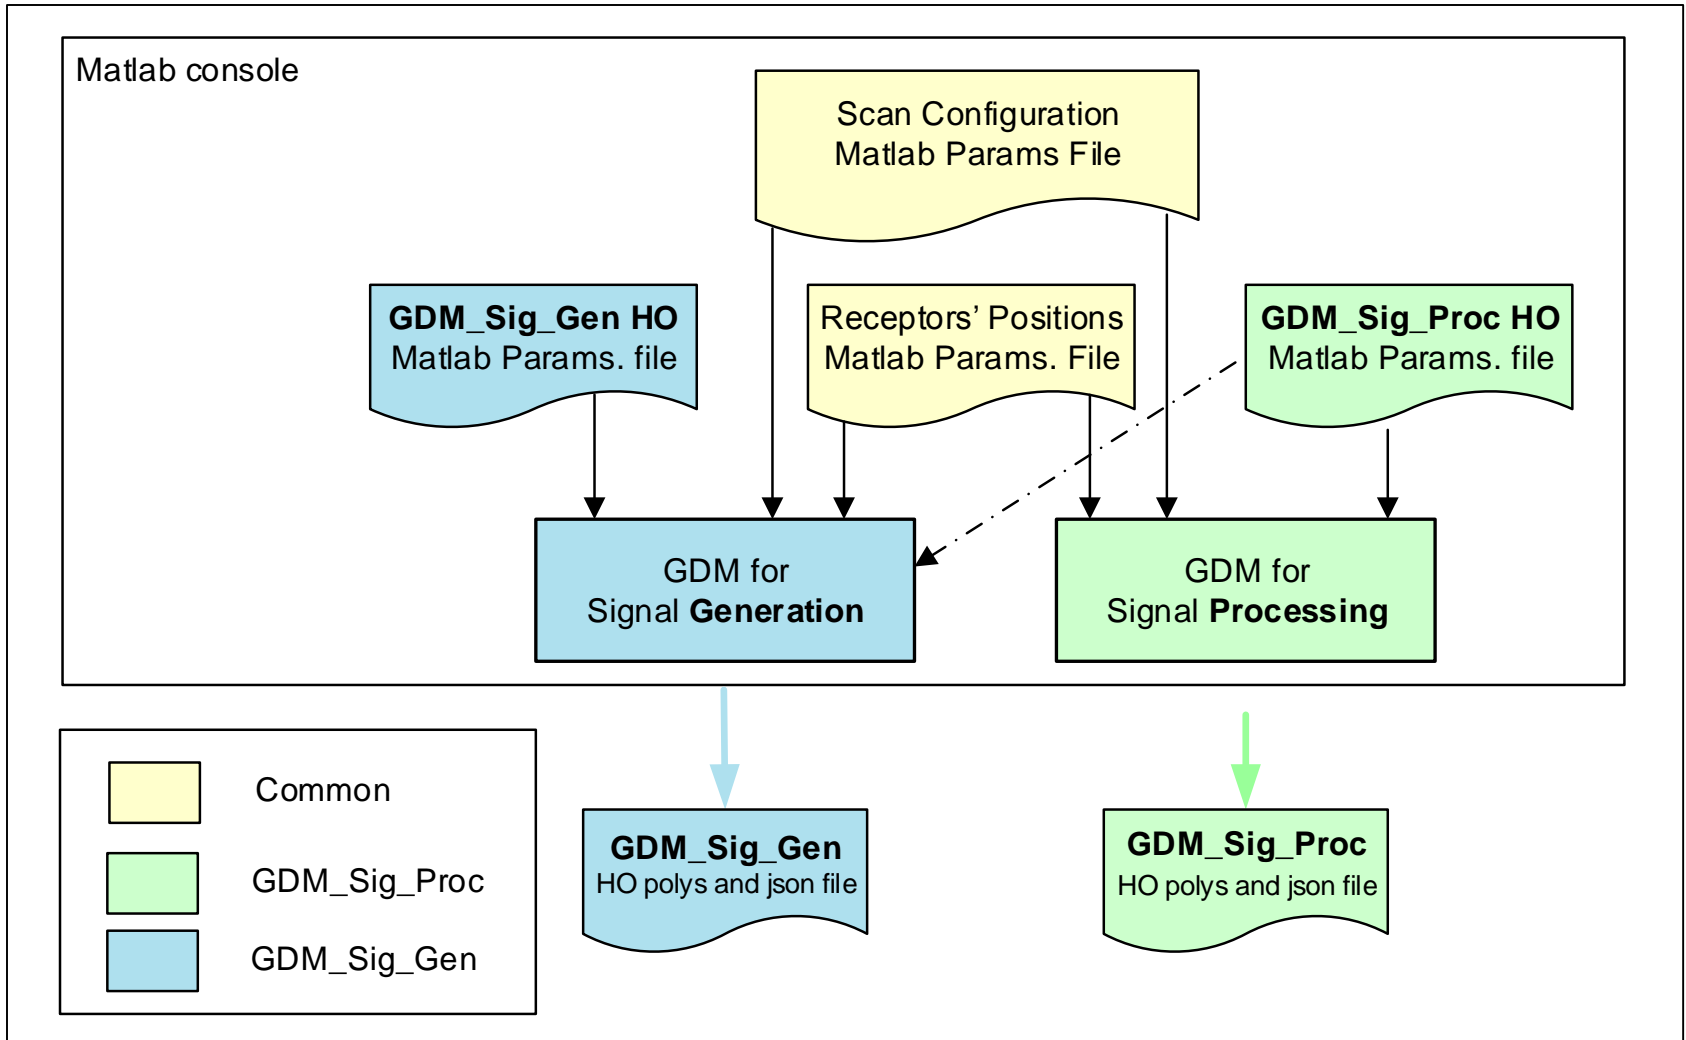 Matlab console
Scan Configuration
Matlab Params File
GDM_Sig_Gen HO
Matlab Params. file
Receptors’ Positions
Matlab Params. File
GDM_Sig_Proc HO
Matlab Params. file
GDM for
Signal Generation
GDM for
Signal Processing
Common
GDM_Sig_Proc
GDM_Sig_Gen
GDM_Sig_Gen
HO polys and json file
GDM_Sig_Proc
HO polys and json file